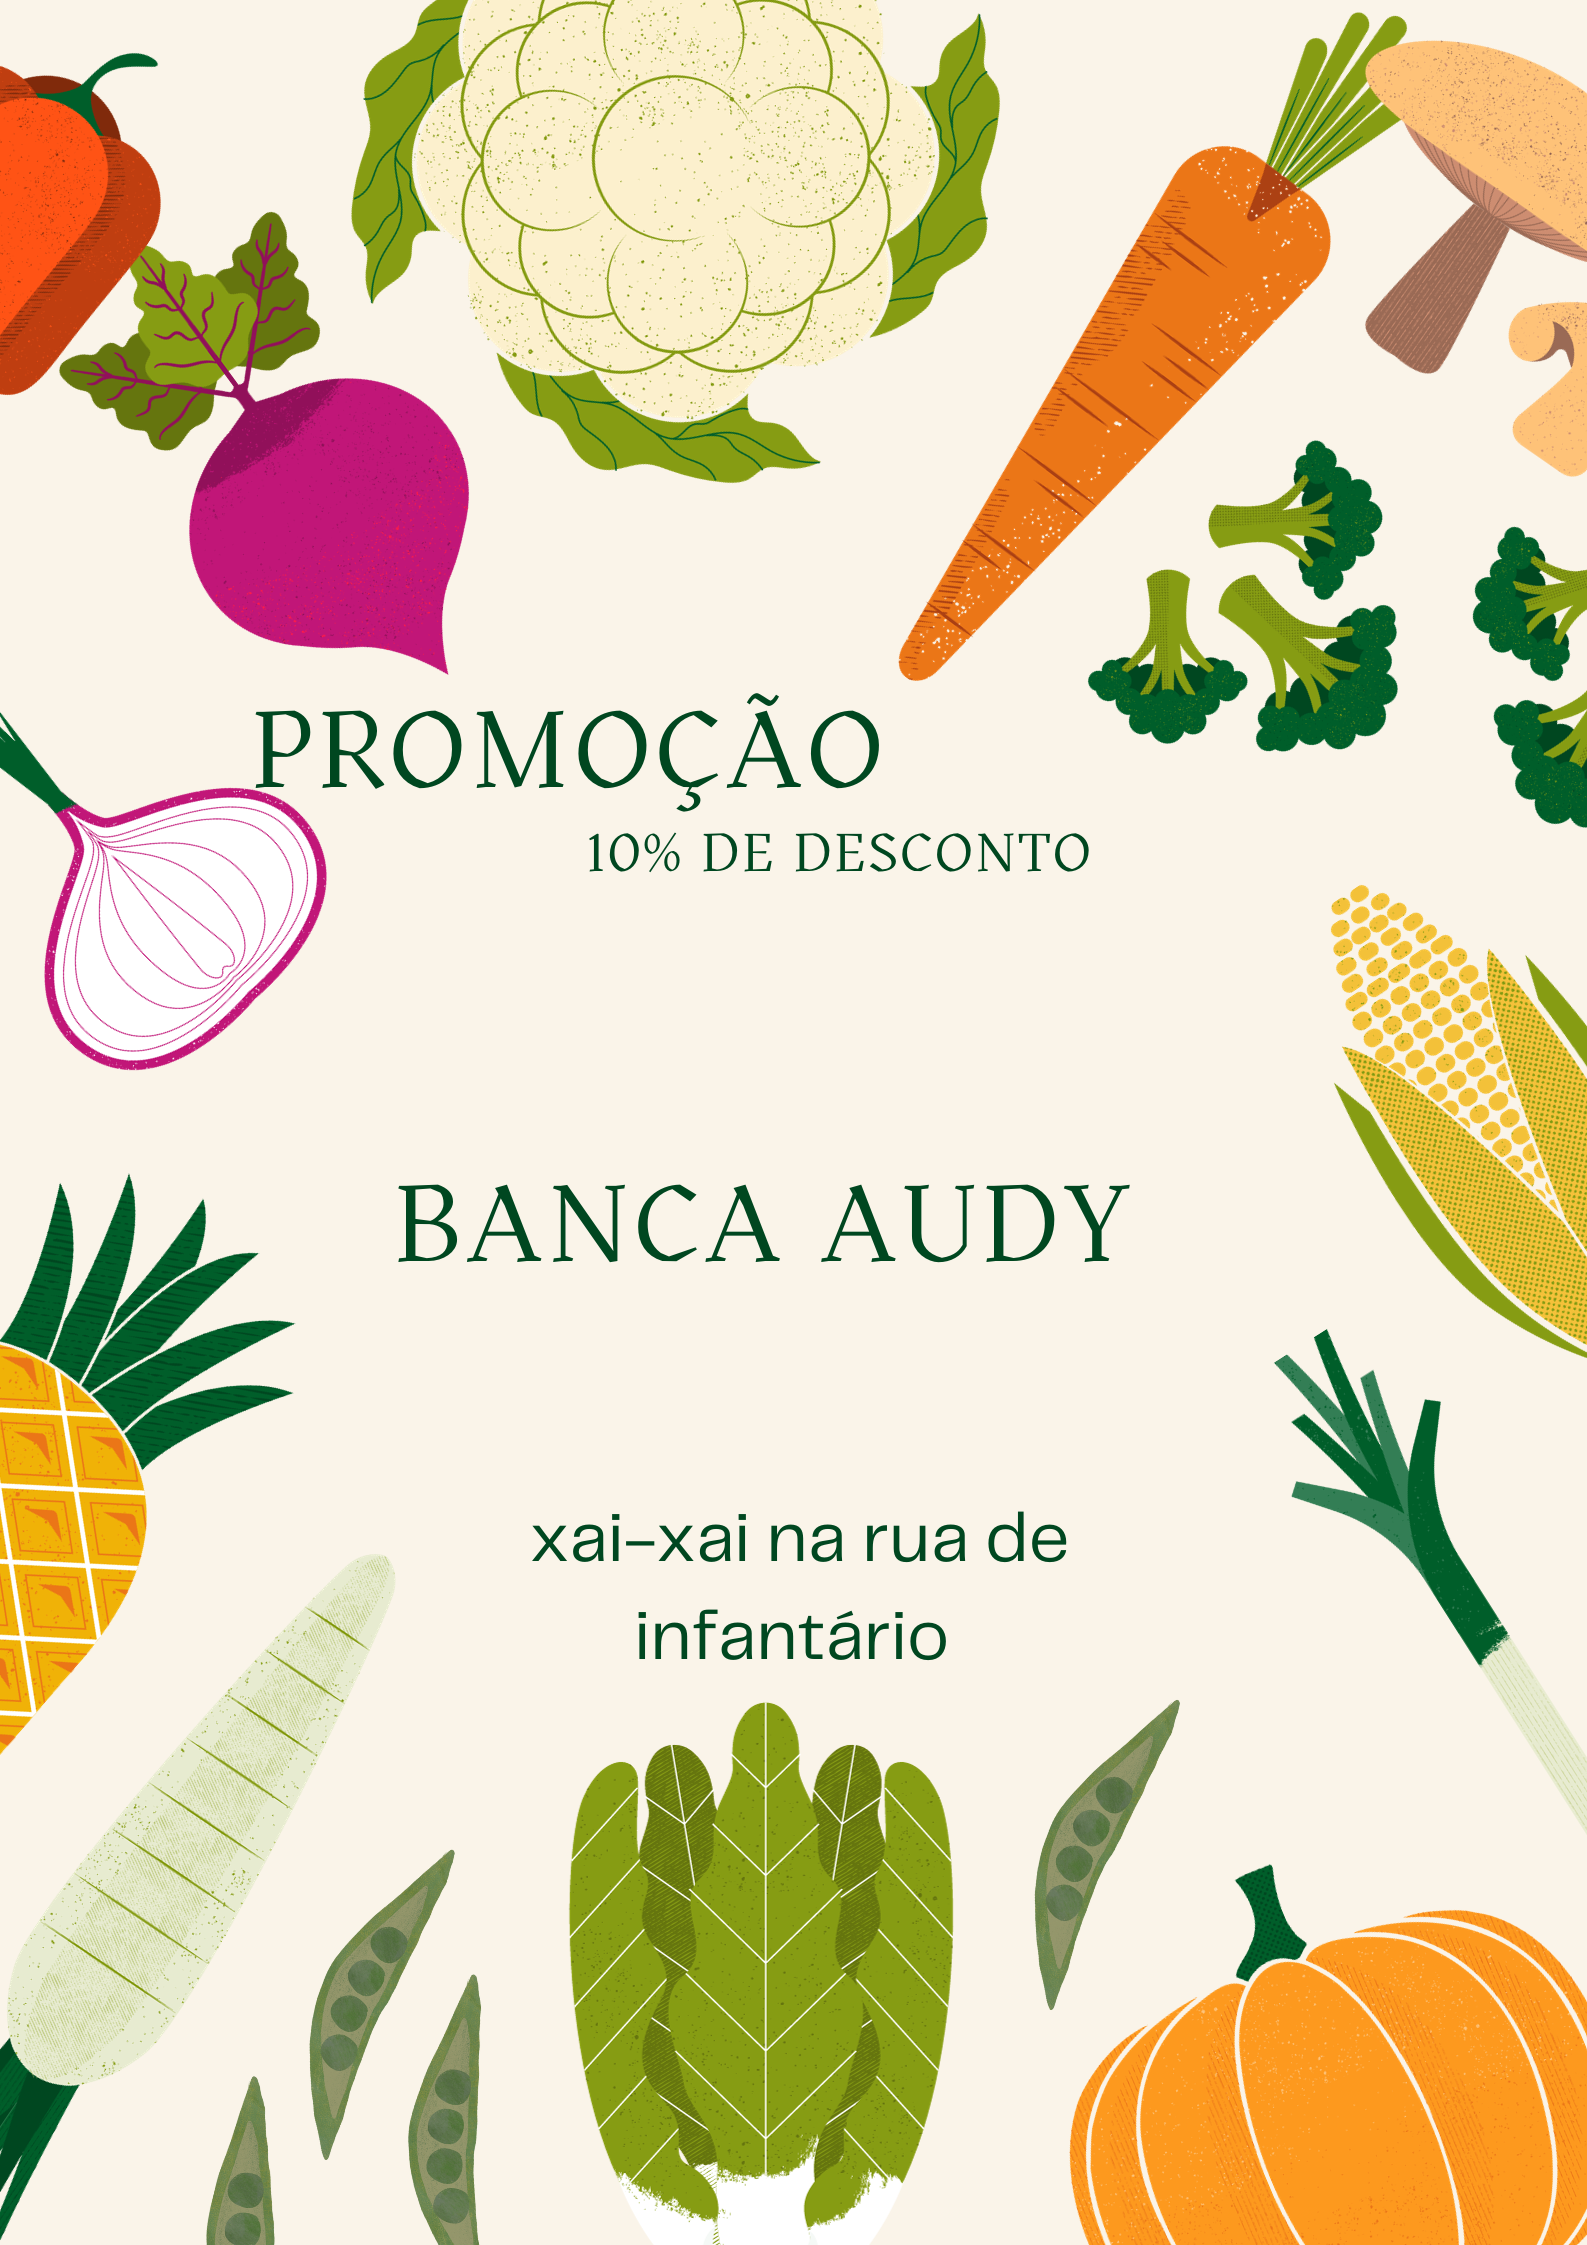 PROMOÇÃO
10% DE DESCONTO
BANCA AUDY
xai-xai na rua de
infantário